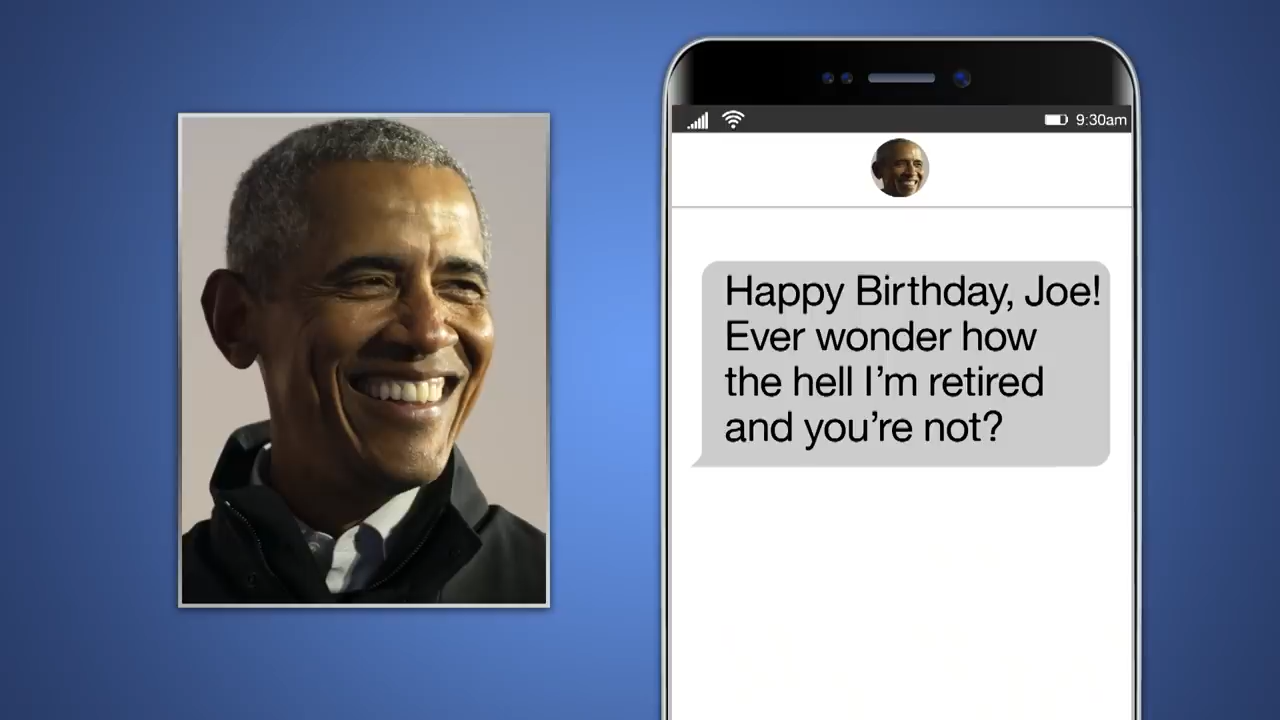 9:30am
Happy Birthday, Joe!
Ever wonder how
the hell I’m retired
and you’re not?